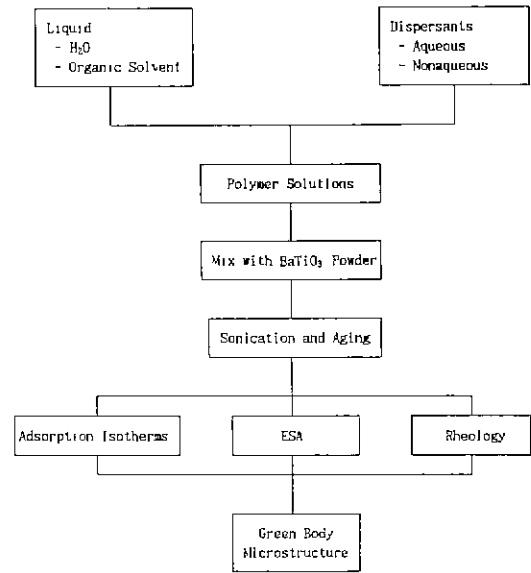 Liquid
- H₂O
- Organic Solvent
Dispersants
- Aqueous
- Nonaqueous
Polymer Solutions
Mix with BaTiO₃ Powder
Sonication and Aging
Adsorption Isotherms
ESA
Rheology
Green Body
Microstructure